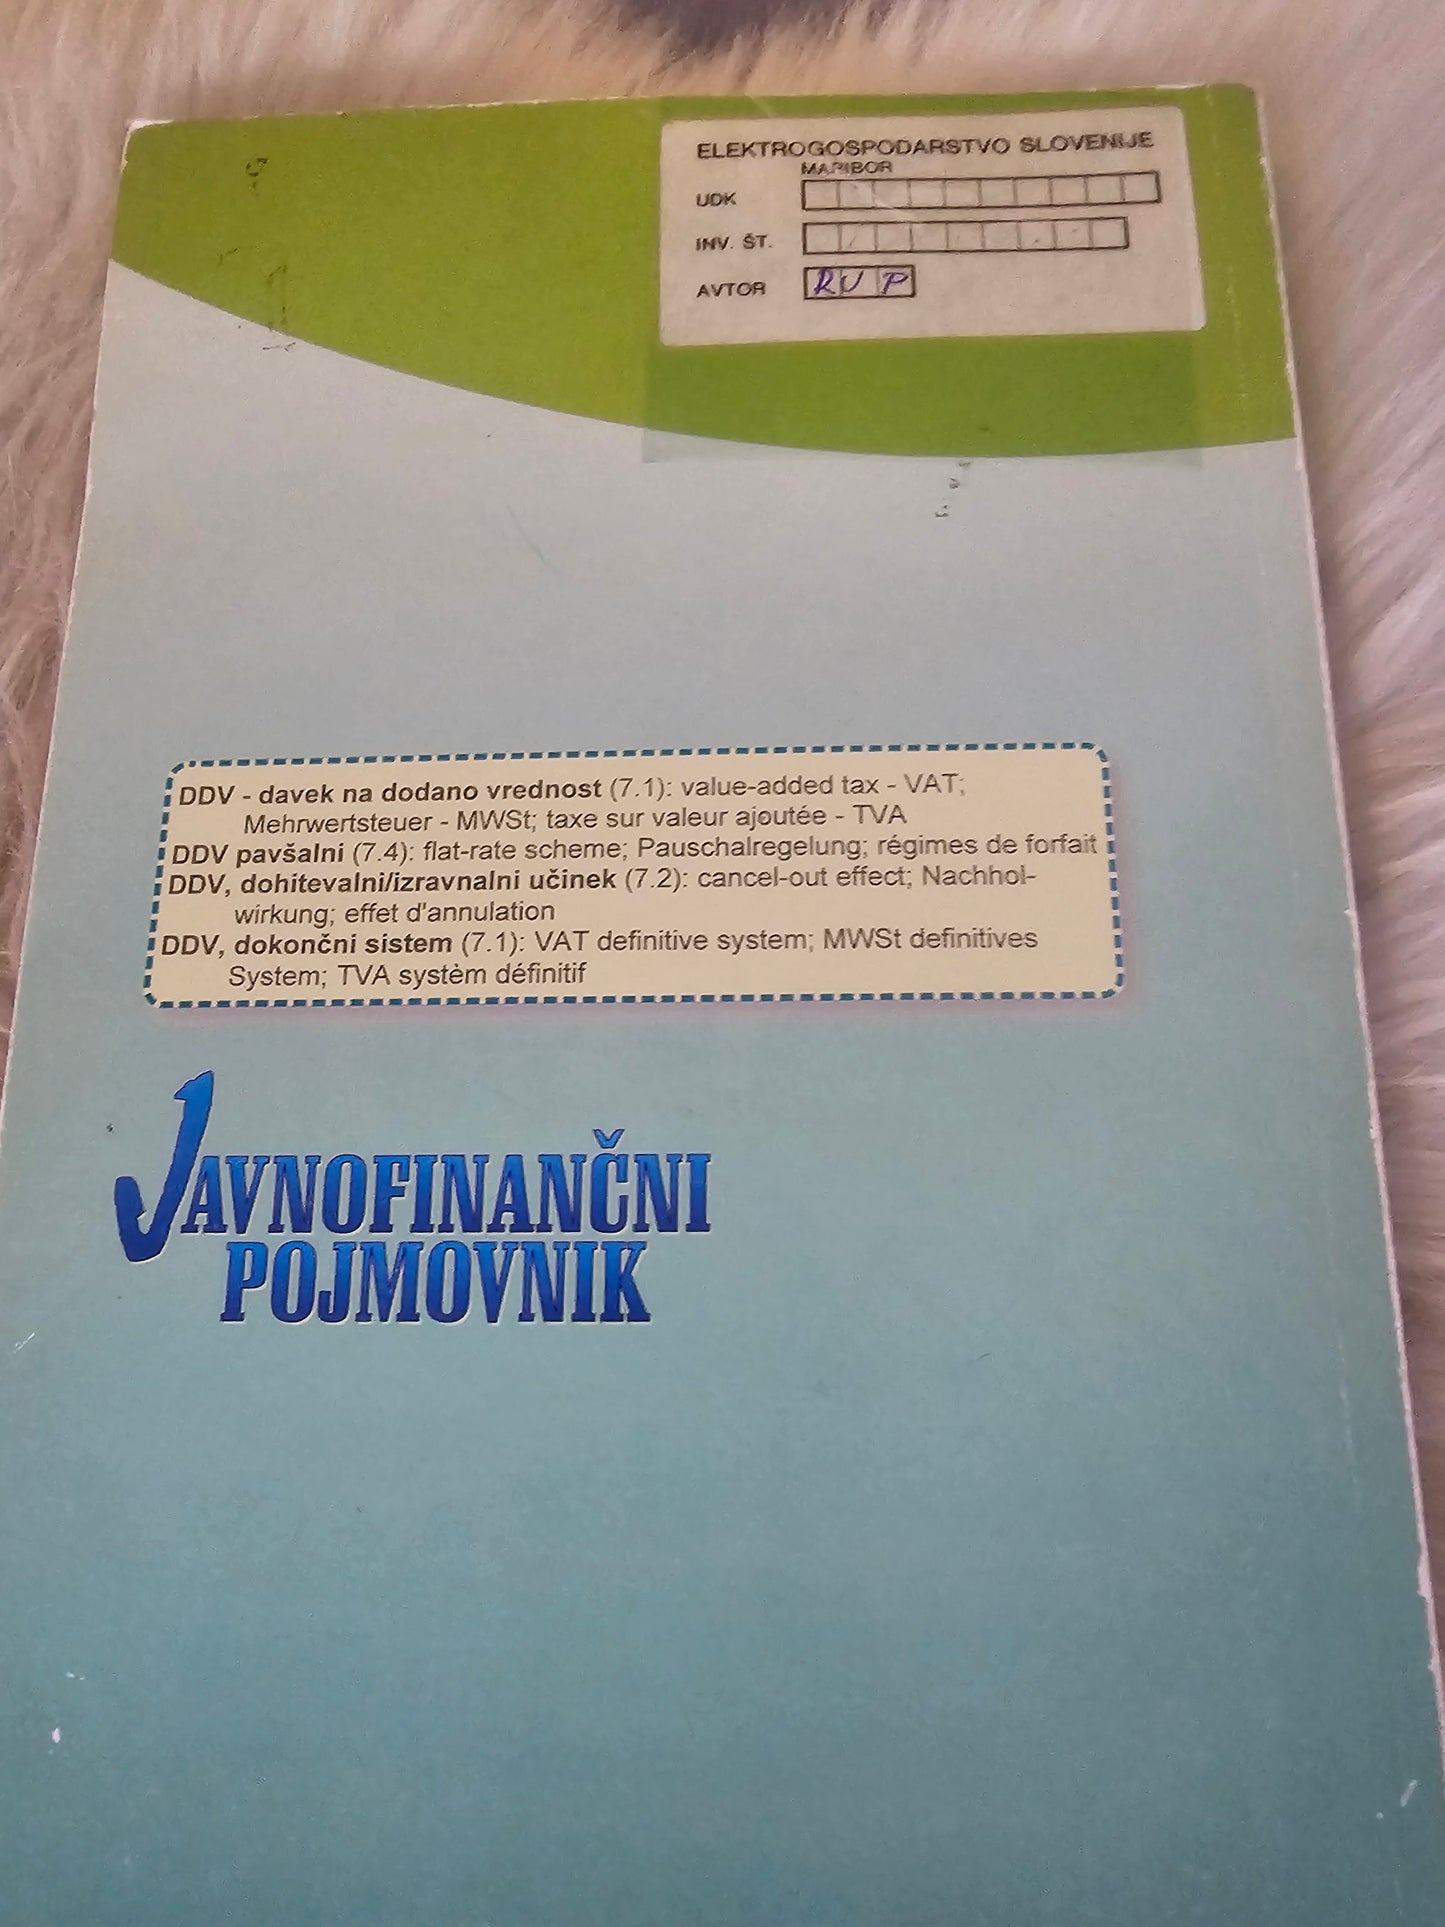 ELEKTROGOSPODARSTVO SLOVENIJE
MARIBOR
UDK
INV. ŠT.
AVTOR RUP
DDV - davek na dodano vrednost (7.1): value-added tax - VAT;
Mehrwertsteuer - MWSt; taxe sur valeur ajoutée - TVA
DDV pavšalni (7.4): flat-rate scheme; Pauschalregelung; régimes de forfait
DDV, dohitevalni/izravnalni učinek (7.2): cancel-out effect; Nachhol-
wirkung; effet d'annulation
DDV, dokončni sistem (7.1): VAT definitive system; MWSt definitives
System; TVA systèm définitif
JAVNOFINANČNI
POJMOVNIK